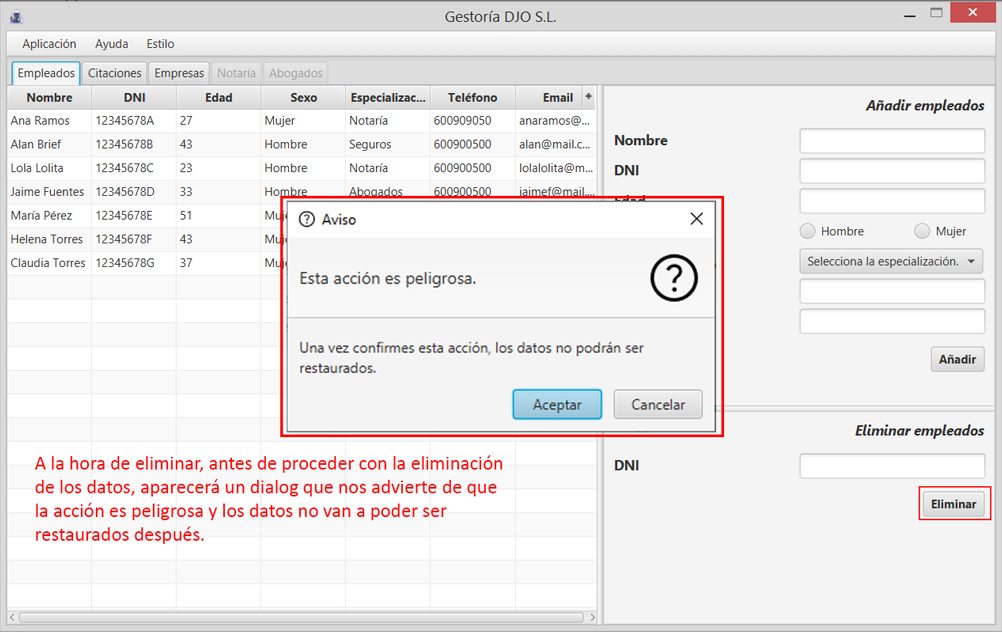 Gestoría DJO S.L.
Aplicación Ayuda Estilo
Empleados Citaciones Empresas Notaría Abogados
Nombre DNI Edad Sexo Especializac... Teléfono Email +
Ana Ramos 12345678A 27 Mujer Notaría 600909050 anaramos@...
Alan Brief 12345678B 43 Hombre Seguros 600900500 alan@mail.c...
Lola Lolita 12345678C 23 Hombre Notaría 600900500 lolalolita@m...
Jaime Fuentes 12345678D 33 Hombre Abogados 600900500 jaimef@mail....
María Pérez 12345678E 51
Helena Torres 12345678F 43
Claudia Torres 12345678G 37
Añadir empleados
Nombre
DNI
Edad
Hombre Mujer
Selecciona la especialización.
Añadir
Aviso
Esta acción es peligrosa.
?
Una vez confirmes esta acción, los datos no podrán ser
restaurados.
Aceptar Cancelar
Eliminar empleados
DNI
Eliminar
A la hora de eliminar, antes de proceder con la eliminación
de los datos, aparecerá un dialog que nos advierte de que
la acción es peligrosa y los datos no van a poder ser
restaurados después.